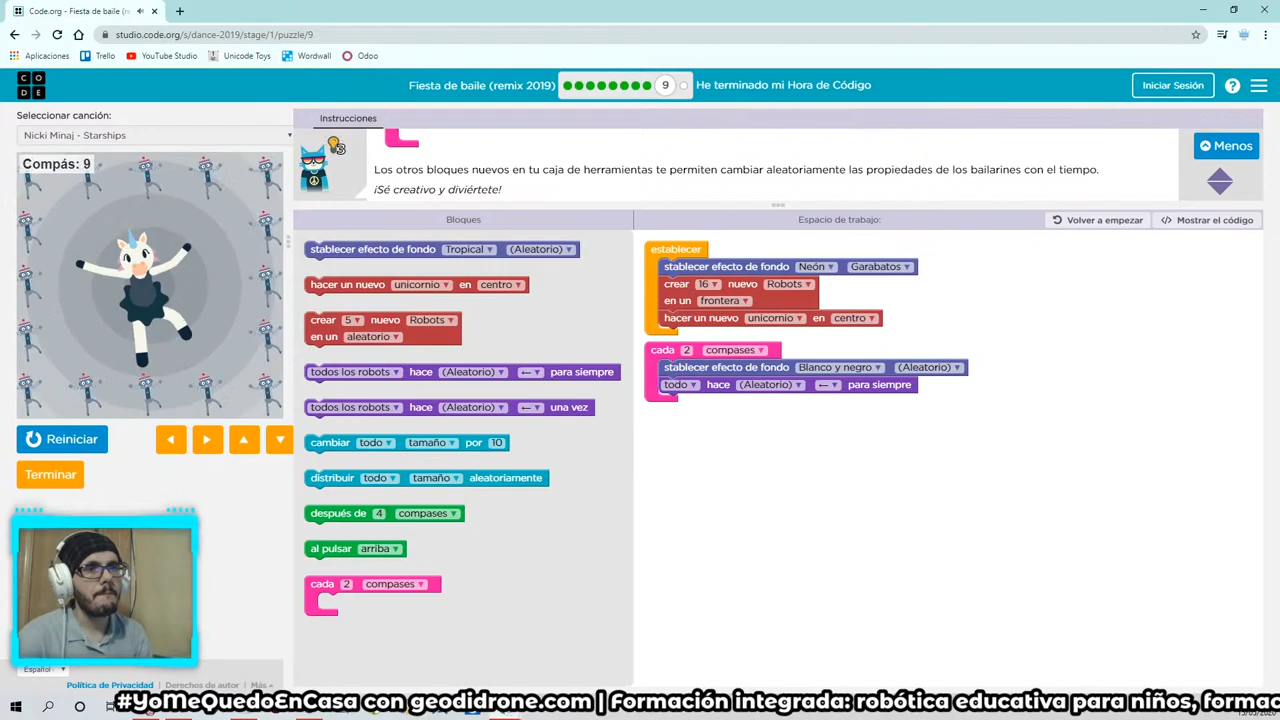 Code.org - Fiesta de baile (re
studio.code.org/s/dance-2019/stage/1/puzzle/9
Aplicaciones
Trello
YouTube Studio
Unicode Toys
Wordwall
Odoo
C O
D E
Fiesta de baile (remix 2019)
9
He terminado mi Hora de Código
Iniciar Sesión
?
Seleccionar canción:
Nicki Minaj - Starships
Compás: 9
Instrucciones
3
Los otros bloques nuevos en tu caja de herramientas te permiten cambiar aleatoriamente las propiedades de los bailarines con el tiempo.
¡Sé creativo y diviértete!
Menos
Bloques
Espacio de trabajo:
Volver a empezar
</> Mostrar el código
stablecer efecto de fondo Tropical (Aleatorio)
hacer un nuevo unicornio en centro
crear 5 nuevo Robots
en un aleatorio
todos los robots hace (Aleatorio) ← para siempre
todos los robots hace (Aleatorio) ← una vez
cambiar todo tamaño por 10
distribuir todo tamaño aleatoriamente
después de 4 compases
al pulsar arriba
cada 2 compases
establecer
stablecer efecto de fondo Neón Garabatos
crear 16 nuevo Robots
en un frontera
hacer un nuevo unicornio en centro
cada 2 compases
stablecer efecto de fondo Blanco y negro (Aleatorio)
todo hace (Aleatorio) ← para siempre
Reiniciar
Terminar
Español
Política de Privacidad
Derechos de autor
Más
#YoMeQuedoEnCasa con geodidrone.com | Formación integrada: robótica educativa para niños, formac